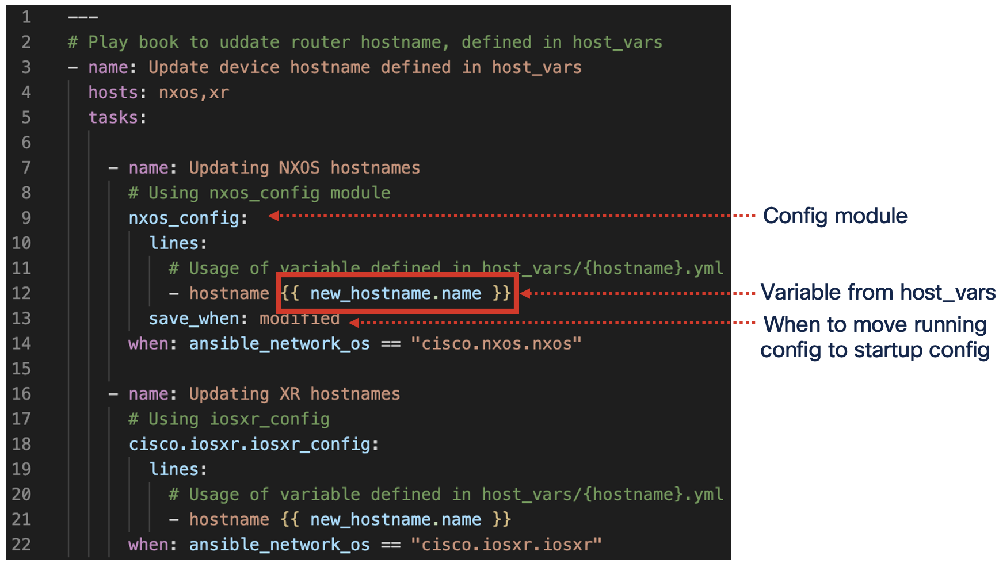 1 ---
2 # Play book to uddate router hostname, defined in host_vars
3 - name: Update device hostname defined in host_vars
4 hosts: nxos,xr
5 tasks:
6
7 - name: Updating NXOS hostnames
8 # Using nxos_config module
9 nxos_config:
Config module
10 lines:
11 # Usage of variable defined in host_vars/{hostname}.yml
12 - hostname {{ new_hostname.name }}
Variable from host_vars
13 save_when: modified
When to move running
config to startup config
14 when: ansible_network_os == "cisco.nxos.nxos"
15
16 - name: Updating XR hostnames
17 # Using iosxr_config
18 cisco.iosxr.iosxr_config:
19 lines:
20 # Usage of variable defined in host_vars/{hostname}.yml
21 - hostname {{ new_hostname.name }}
22 when: ansible_network_os == "cisco.iosxr.iosxr"